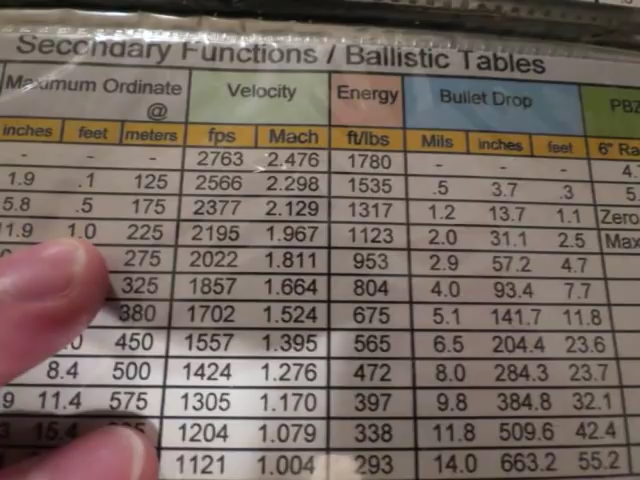 Secondary Functions / Ballistic Tables
Maximum Ordinate @ Velocity Energy Bullet Drop PBZ
inches feet meters fps Mach ft/lbs Mils inches feet 6" Ra
- - - 2763 2.476 1780 - - - 4.
1.9 .1 125 2566 2.298 1535 .5 3.7 .3 5.
5.8 .5 175 2377 2.129 1317 1.2 13.7 1.1 Zero
11.9 1.0 225 2195 1.967 1123 2.0 31.1 2.5 Max
275 2022 1.811 953 2.9 57.2 4.7
325 1857 1.664 804 4.0 93.4 7.7
380 1702 1.524 675 5.1 141.7 11.8
450 1557 1.395 565 6.5 204.4 23.6
8.4 500 1424 1.276 472 8.0 284.3 23.7
9 11.4 575 1305 1.170 397 9.8 384.8 32.1
3 15.4 1204 1.079 338 11.8 509.6 42.4
1121 1.004 293 14.0 663.2 55.2